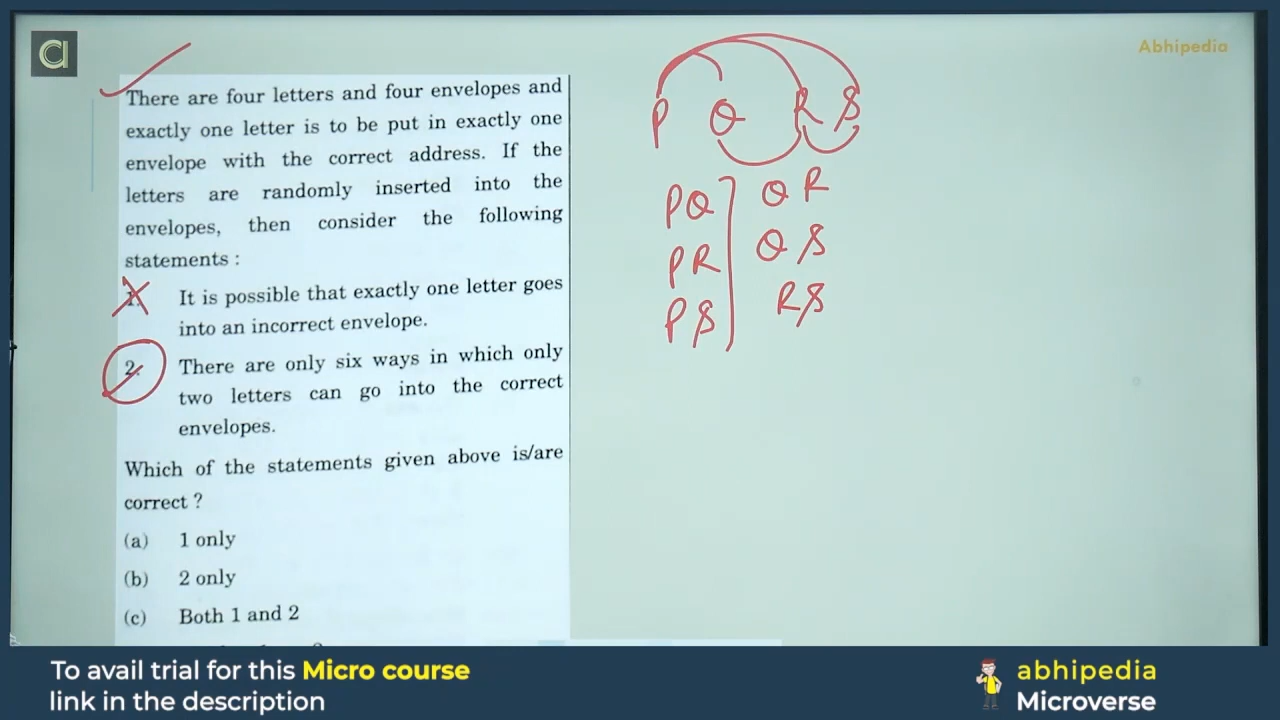 Abhipedia
There are four letters and four envelopes and
exactly one letter is to be put in exactly one
envelope with the correct address. If the
letters are randomly inserted into the
envelopes, then consider the following
statements :
1. It is possible that exactly one letter goes
into an incorrect envelope.
2. There are only six ways in which only
two letters can go into the correct
envelopes.
Which of the statements given above is/are
correct ?
(a) 1 only
(b) 2 only
(c) Both 1 and 2
P Q R S
PQ QR
PR QS
PS RS
To avail trial for this Micro course
link in the description
abhipedia
Microverse